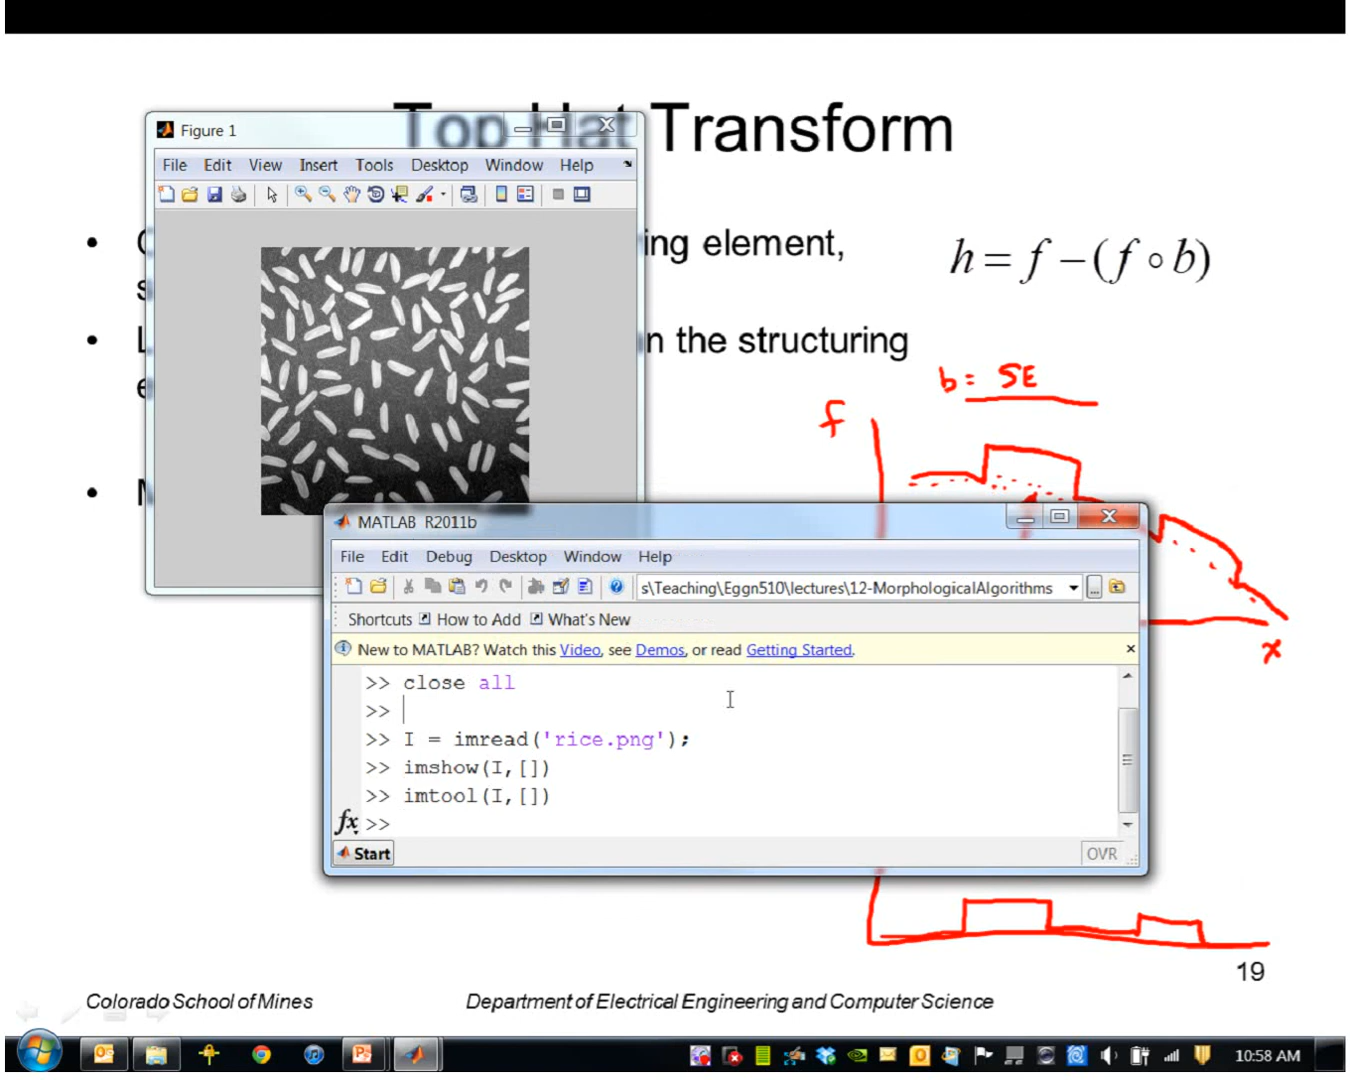 Top Hat Transform
Figure 1
File Edit View Insert Tools Desktop Window Help
ing element,
h = f − (f ∘ b)
n the structuring
b = SE
f
x
MATLAB R2011b
File Edit Debug Desktop Window Help
s\Teaching\Eggn510\lectures\12-MorphologicalAlgorithms
Shortcuts How to Add What's New
New to MATLAB? Watch this Video, see Demos, or read Getting Started.
>> close all
>>
>> I = imread('rice.png');
>> imshow(I,[])
>> imtool(I,[])
fx >>
Start
OVR
19
Colorado School of Mines
Department of Electrical Engineering and Computer Science
10:58 AM